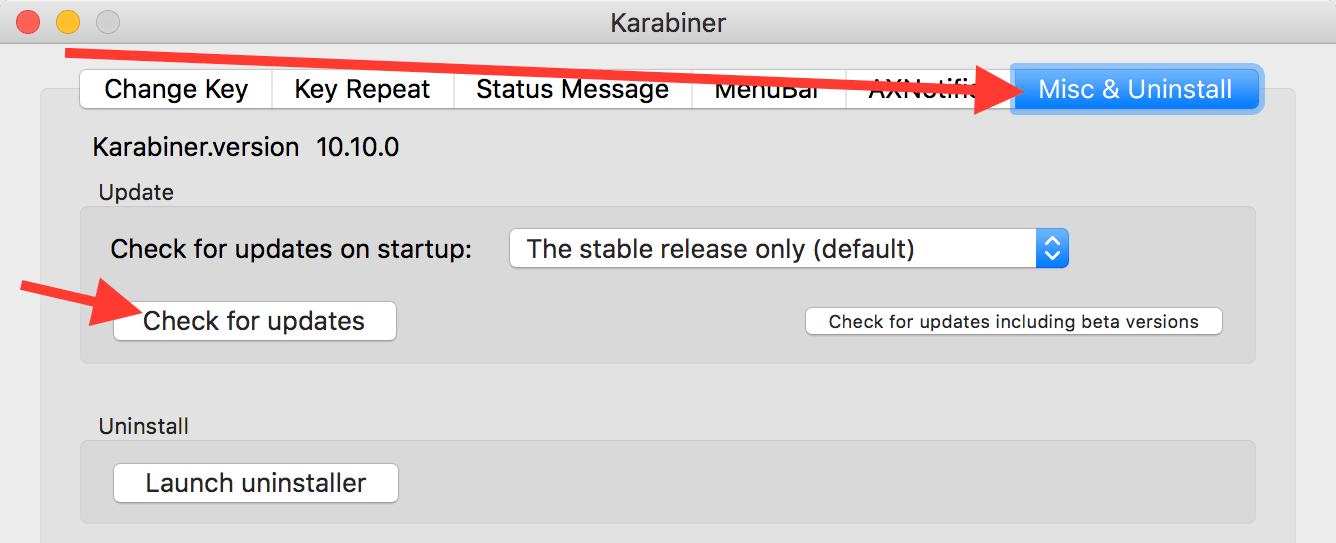 Karabiner
Change Key Key Repeat Status Message MenuBar Misc & Uninstall
Karabiner.version 10.10.0
Update
Check for updates on startup: The stable release only (default)
Check for updates Check for updates including beta versions
Uninstall
Launch uninstaller